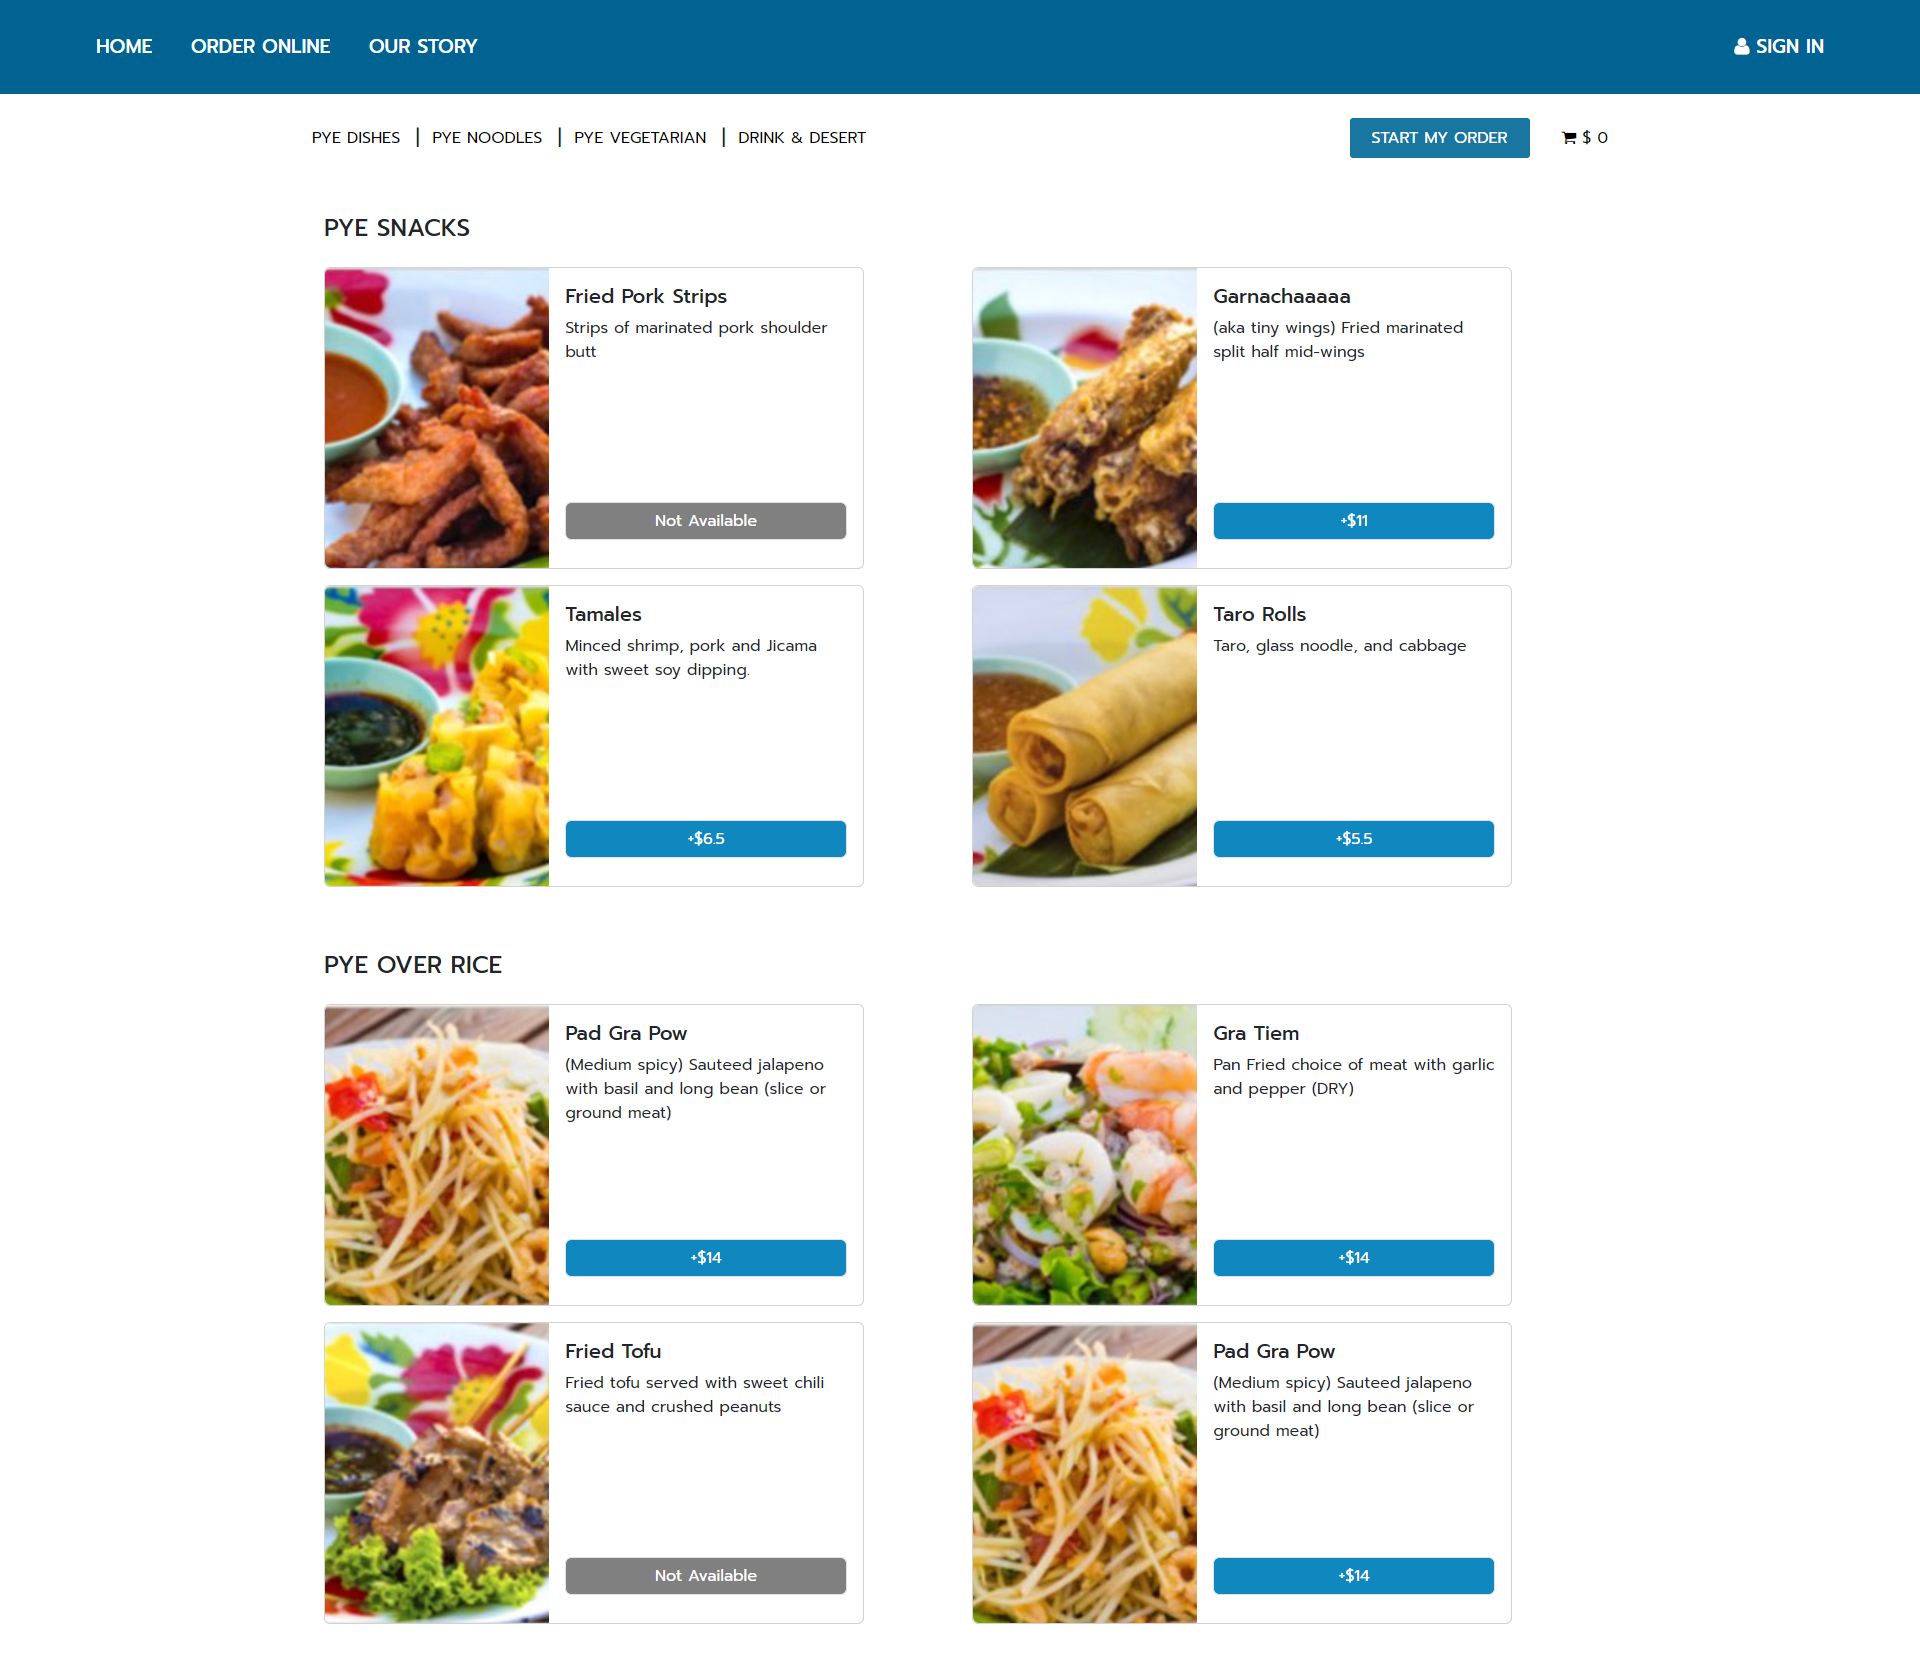 HOME ORDER ONLINE OUR STORY SIGN IN
PYE DISHES | PYE NOODLES | PYE VEGETARIAN | DRINK & DESERT START MY ORDER $ 0
PYE SNACKS
Fried Pork Strips
Strips of marinated pork shoulder
butt
Not Available
Garnachaaaaa
(aka tiny wings) Fried marinated
split half mid-wings
+$11
Tamales
Minced shrimp, pork and Jicama
with sweet soy dipping.
+$6.5
Taro Rolls
Taro, glass noodle, and cabbage
+$5.5
PYE OVER RICE
Pad Gra Pow
(Medium spicy) Sauteed jalapeno
with basil and long bean (slice or
ground meat)
+$14
Gra Tiem
Pan Fried choice of meat with garlic
and pepper (DRY)
+$14
Fried Tofu
Fried tofu served with sweet chili
sauce and crushed peanuts
Not Available
Pad Gra Pow
(Medium spicy) Sauteed jalapeno
with basil and long bean (slice or
ground meat)
+$14